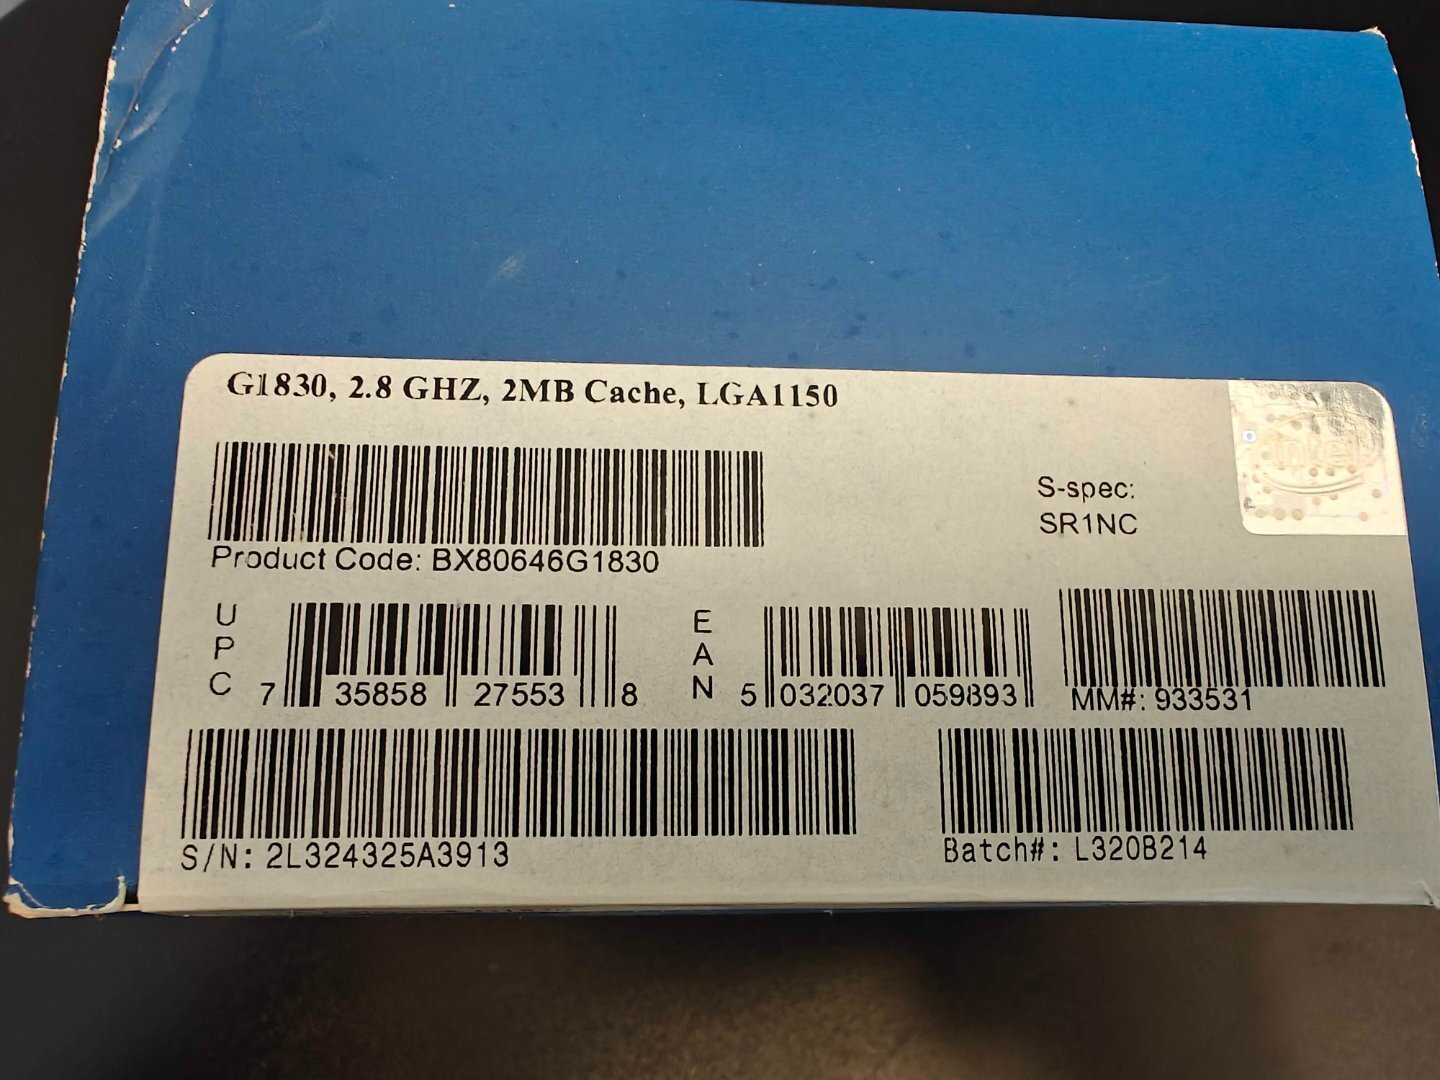 G1830, 2.8 GHZ, 2MB Cache, LGA1150
intel
S-spec:
SR1NC
Product Code: BX80646G1830
UPC
7 35858 27553 8
EAN
5 032037 059893
MM#: 933531
S/N: 2L324325A3913
Batch#: L320B214